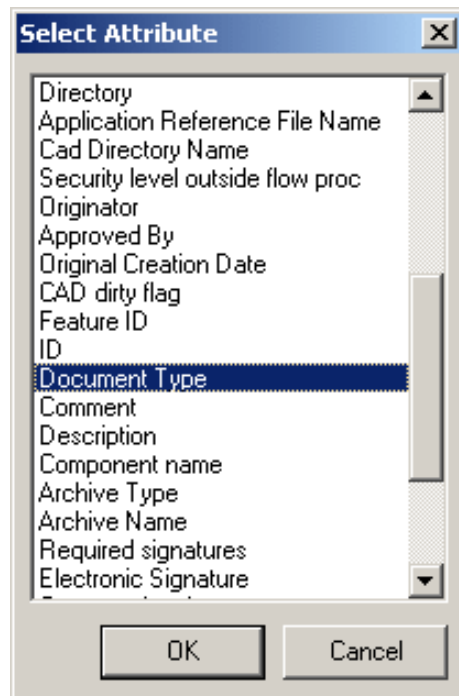 Select Attribute
Directory
Application Reference File Name
Cad Directory Name
Security level outside flow proc
Originator
Approved By
Original Creation Date
CAD dirty flag
Feature ID
ID
Document Type
Comment
Description
Component name
Archive Type
Archive Name
Required signatures
Electronic Signature
OK
Cancel